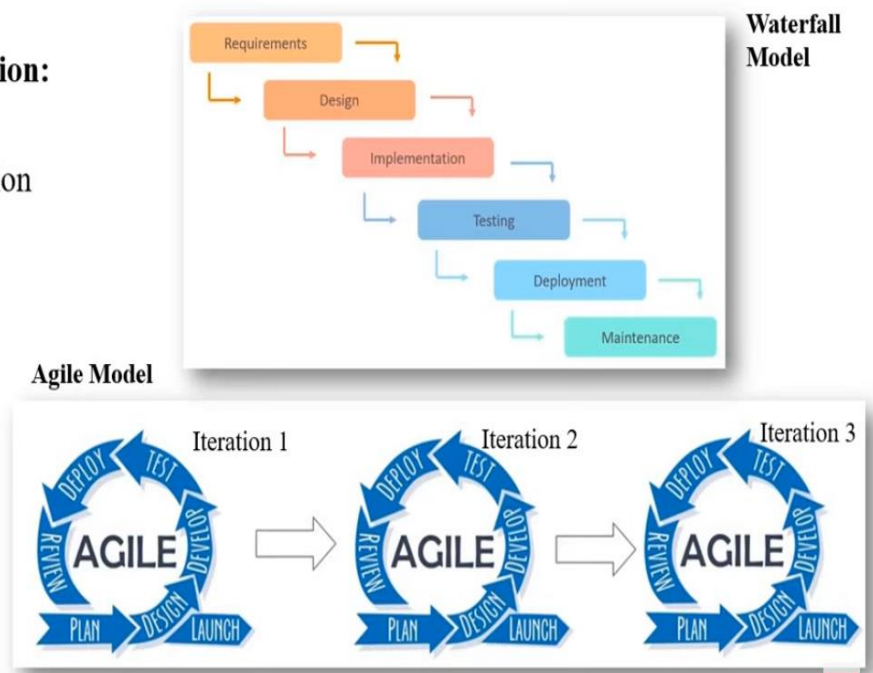 Waterfall
Model
ion:
on
Requirements
Design
Implementation
Testing
Deployment
Maintenance
Agile Model
Iteration 1
DEPLOY
TEST
REVIEW
AGILE
DEVELOP
PLAN
DESIGN
LAUNCH
Iteration 2
DEPLOY
TEST
REVIEW
AGILE
DEVELOP
PLAN
DESIGN
LAUNCH
Iteration 3
DEPLOY
TEST
REVIEW
AGILE
DEVELOP
PLAN
DESIGN
LAUNCH